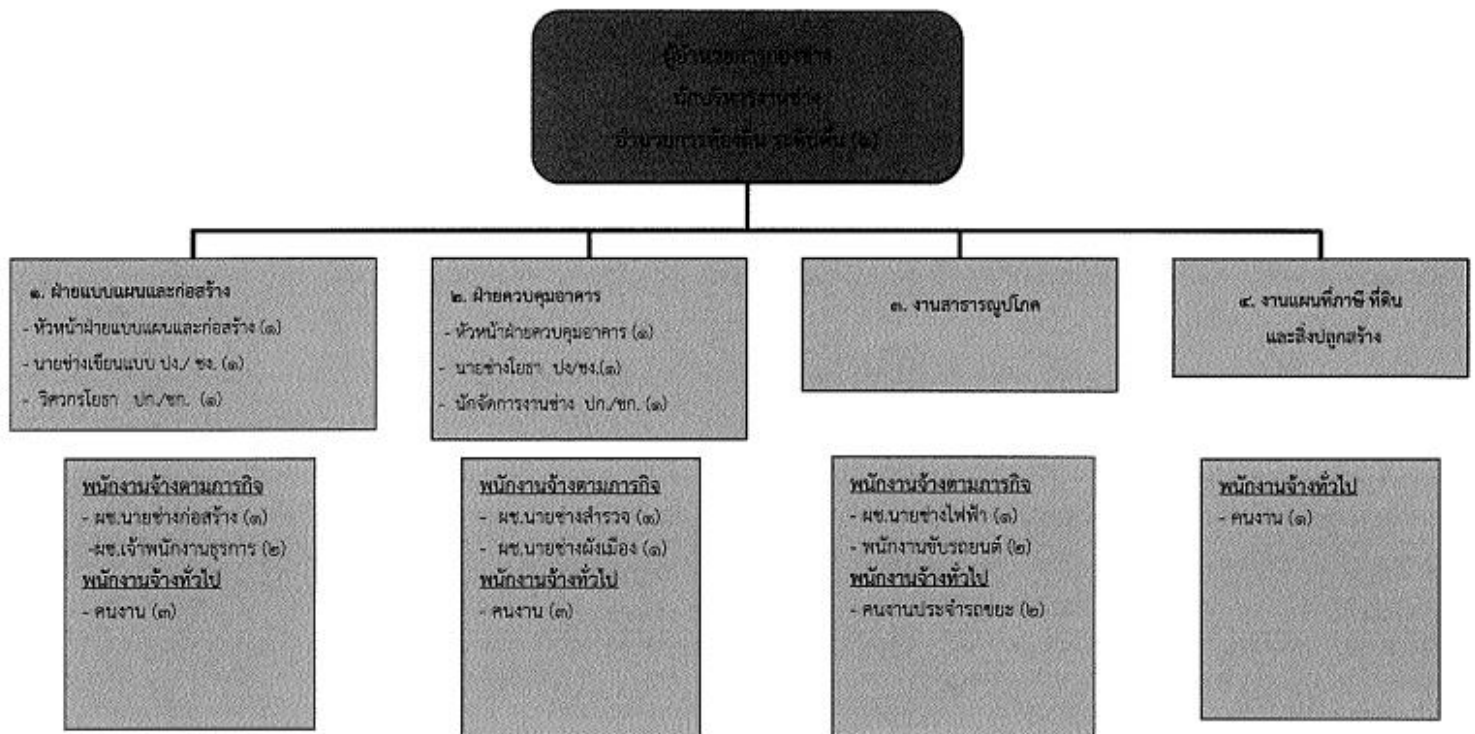 ผู้อำนวยการกองช่าง
นักบริหารงานช่าง
อำนวยการท้องถิ่น ระดับต้น
๑. ฝ่ายแบบแผนและก่อสร้าง
- หัวหน้าฝ่ายแบบแผนและก่อสร้าง (๑)
- นายช่างเขียนแบบ ปง./ ชง. (๑)
- วิศวกรโยธา ปก./ชก. (๑)
๒. ฝ่ายควบคุมอาคาร
- หัวหน้าฝ่ายควบคุมอาคาร (๑)
- นายช่างโยธา ปง/ชง.(๑)
- นักจัดการงานช่าง ปก./ชก. (๑)
๓. งานสาธารณูปโภค
๔. งานแผนที่ภาษี ที่ดิน
และสิ่งปลูกสร้าง
พนักงานจ้างตามภารกิจ
- ผช.นายช่างก่อสร้าง (๑)
-ผช.เจ้าพนักงานธุรการ (๒)
พนักงานจ้างทั่วไป
- คนงาน (๓)
พนักงานจ้างตามภารกิจ
- ผช.นายช่างสำรวจ (๑)
- ผช.นายช่างผังเมือง (๑)
พนักงานจ้างทั่วไป
- คนงาน (๓)
พนักงานจ้างตามภารกิจ
- ผช.นายช่างไฟฟ้า (๑)
- พนักงานขับรถยนต์ (๒)
พนักงานจ้างทั่วไป
- คนงานประจำรถขยะ (๒)
พนักงานจ้างทั่วไป
- คนงาน (๑)